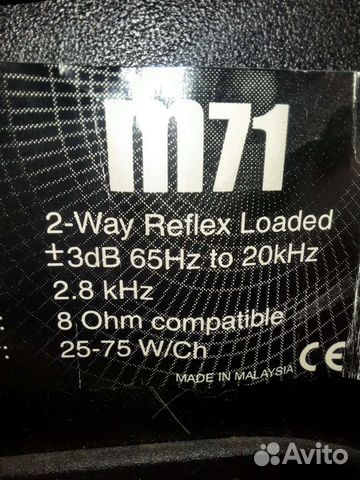 m71
2-Way Reflex Loaded
±3dB 65Hz to 20kHz
2.8 kHz
: 8 Ohm compatible
: 25-75 W/Ch
MADE IN MALAYSIA CE
Avito